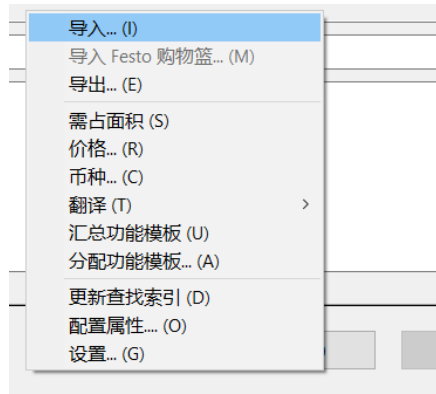 导入... (I)
导入 Festo 购物篮... (M)
导出... (E)
需占面积 (S)
价格... (R)
币种... (C)
翻译 (T)
汇总功能模板 (U)
分配功能模板... (A)
更新查找索引 (D)
配置属性.... (O)
设置... (G)